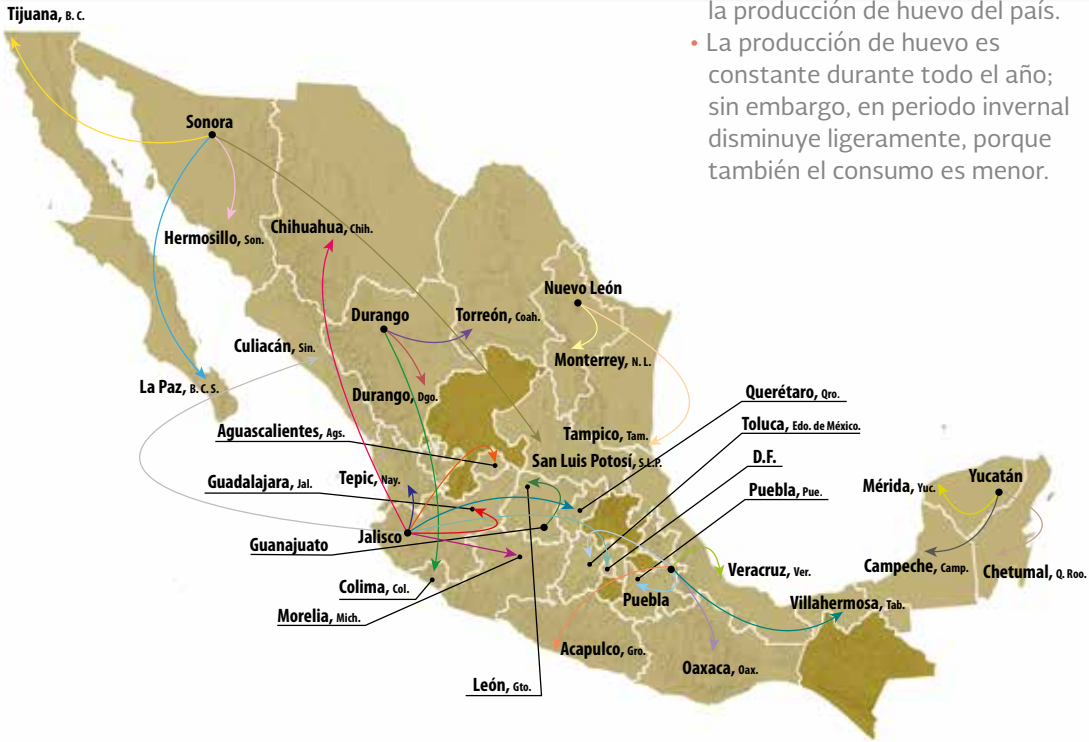 la producción de huevo del país.
• La producción de huevo es
constante durante todo el año;
sin embargo, en periodo invernal
disminuye ligeramente, porque
también el consumo es menor.
Tijuana, B. C.
Sonora
Hermosillo, Son.
Chihuahua, Chih.
Nuevo León
Durango
Torreón, Coah.
Culiacán, Sin.
Monterrey, N. L.
La Paz, B. C. S.
Durango, Dgo.
Querétaro, Qro.
Aguascalientes, Ags.
Tampico, Tam.
Toluca, Edo. de México.
San Luis Potosí, S.L.P.
D.F.
Guadalajara, Jal.
Tepic, Nay.
Mérida, Yuc.
Yucatán
Puebla, Pue.
Jalisco
Guanajuato
Veracruz, Ver.
Campeche, Camp.
Chetumal, Q. Roo.
Colima, Col.
Puebla
Villahermosa, Tab.
Morelia, Mich.
Acapulco, Gro.
Oaxaca, Oax.
León, Gto.